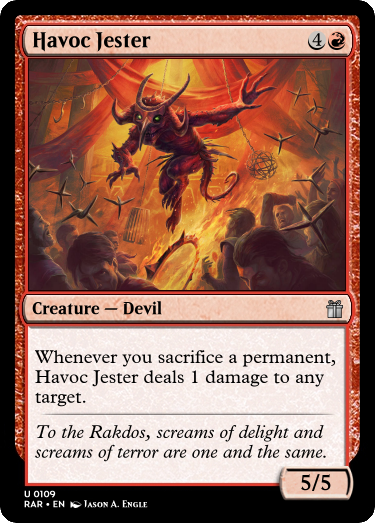 Havoc Jester 4
Creature — Devil
Whenever you sacrifice a permanent,
Havoc Jester deals 1 damage to any
target.
To the Rakdos, screams of delight and
screams of terror are one and the same.
5/5
U 0109
RAR • EN Jason A. Engle